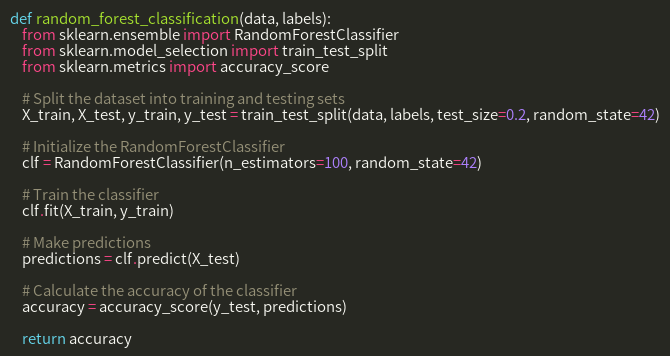 def random_forest_classification(data, labels):
    from sklearn.ensemble import RandomForestClassifier
    from sklearn.model_selection import train_test_split
    from sklearn.metrics import accuracy_score

    # Split the dataset into training and testing sets
    X_train, X_test, y_train, y_test = train_test_split(data, labels, test_size=0.2, random_state=42)

    # Initialize the RandomForestClassifier
    clf = RandomForestClassifier(n_estimators=100, random_state=42)

    # Train the classifier
    clf.fit(X_train, y_train)

    # Make predictions
    predictions = clf.predict(X_test)

    # Calculate the accuracy of the classifier
    accuracy = accuracy_score(y_test, predictions)

    return accuracy